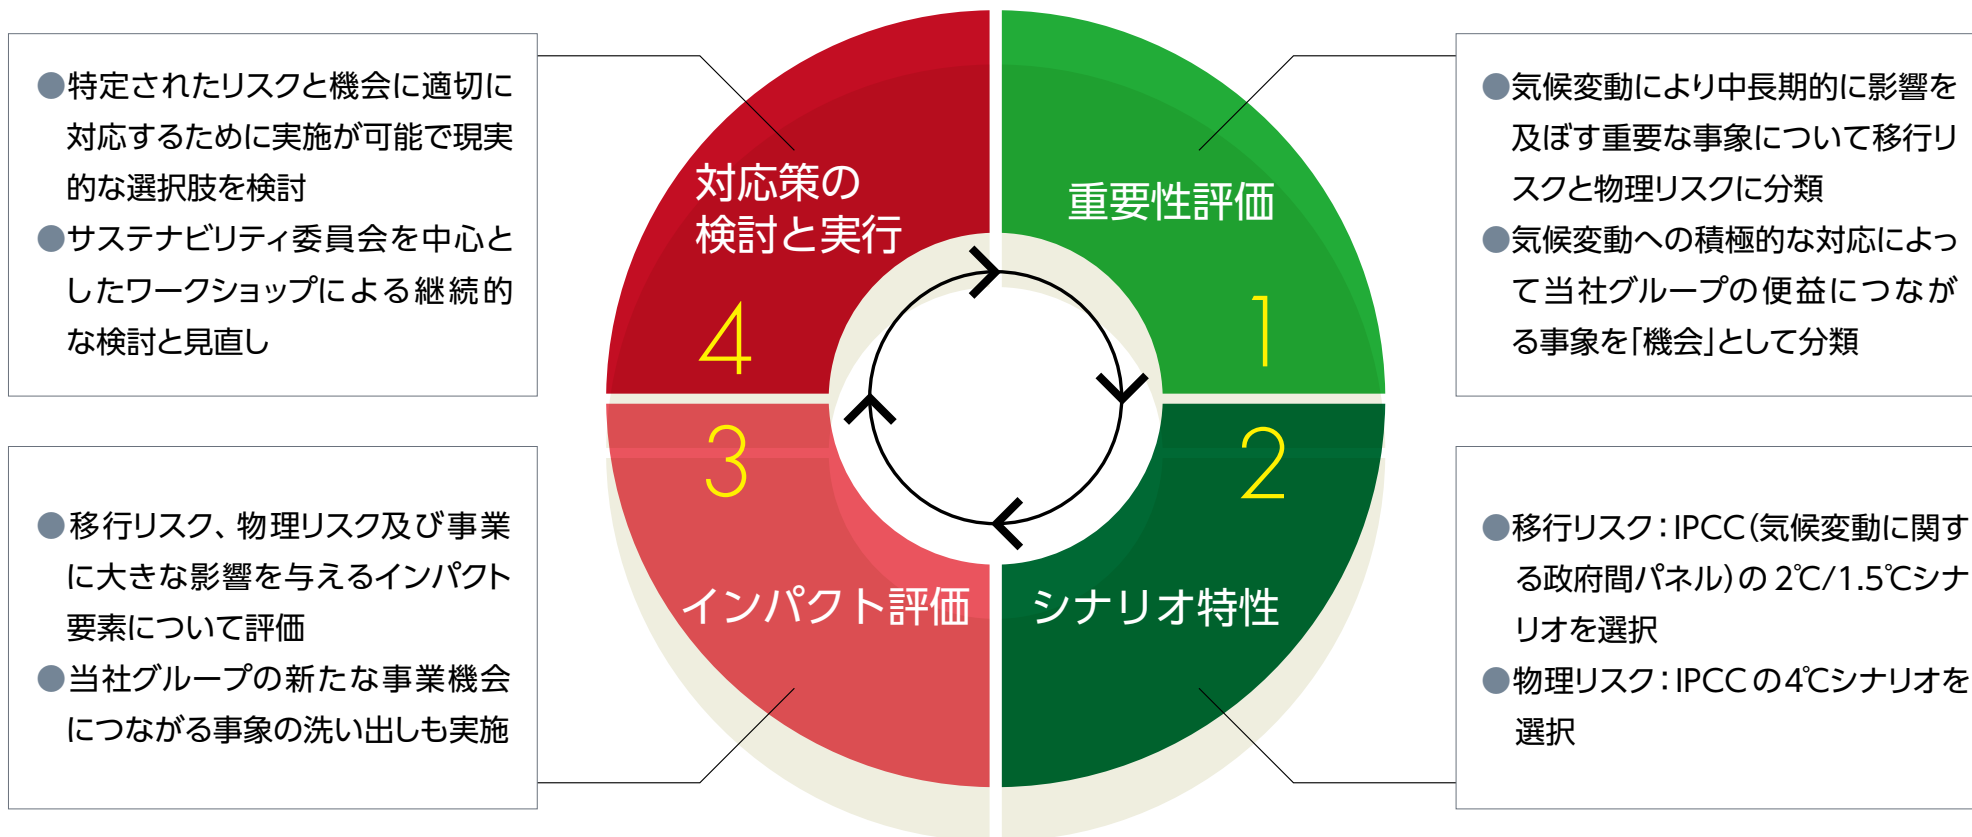 ●特定されたリスクと機会に適切に
対応するために実施が可能で現実
的な選択肢を検討
●サステナビリティ委員会を中心と
したワークショップによる継続的
な検討と見直し
対応策の
検討と実行
4
重要性評価
1
●気候変動により中長期的に影響を
及ぼす重要な事象について移行リ
スクと物理リスクに分類
●気候変動への積極的な対応によっ
て当社グループの便益につなが
る事象を「機会」として分類
●移行リスク、物理リスク及び事業
に大きな影響を与えるインパクト
要素について評価
●当社グループの新たな事業機会
につながる事象の洗い出しも実施
3
インパクト評価
2
シナリオ特性
●移行リスク：IPCC（気候変動に関す
る政府間パネル）の 2℃/1.5℃シナ
リオを選択
●物理リスク：IPCC の4℃シナリオを
選択